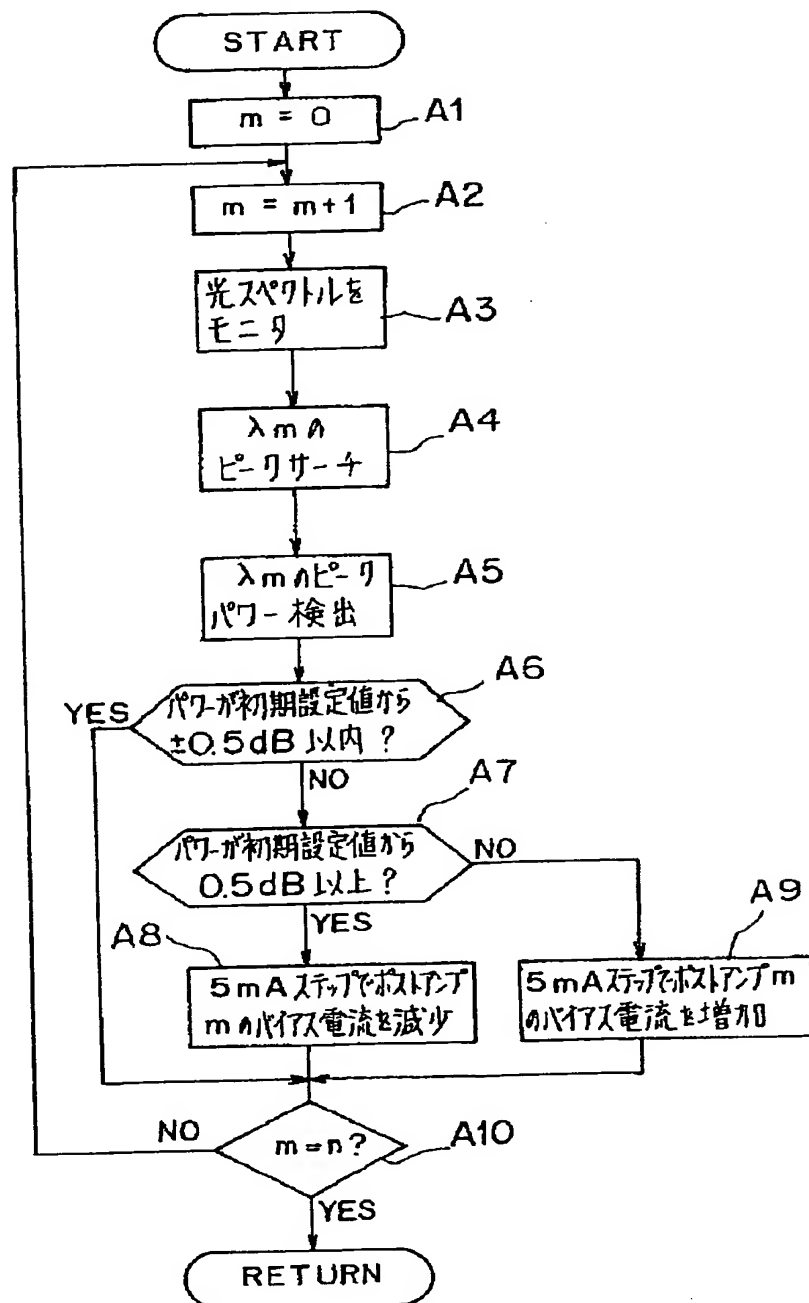 START
m = 0
A1
m = m+1
A2
光スペクトルを
モニタ
A3
λmの
ピークサーチ
A4
λmのピーク
パワー検出
A5
パワーが初期設定値から
±0.5dB以内?
A6
YES
NO
パワーが初期設定値から
0.5dB以上?
A7
NO
YES
A8
5mAステップでポストアンプ
mのバイアス電流を減少
A9
5mAステップでポストアンプm
のバイアス電流を増加
m=n?
A10
NO
YES
RETURN